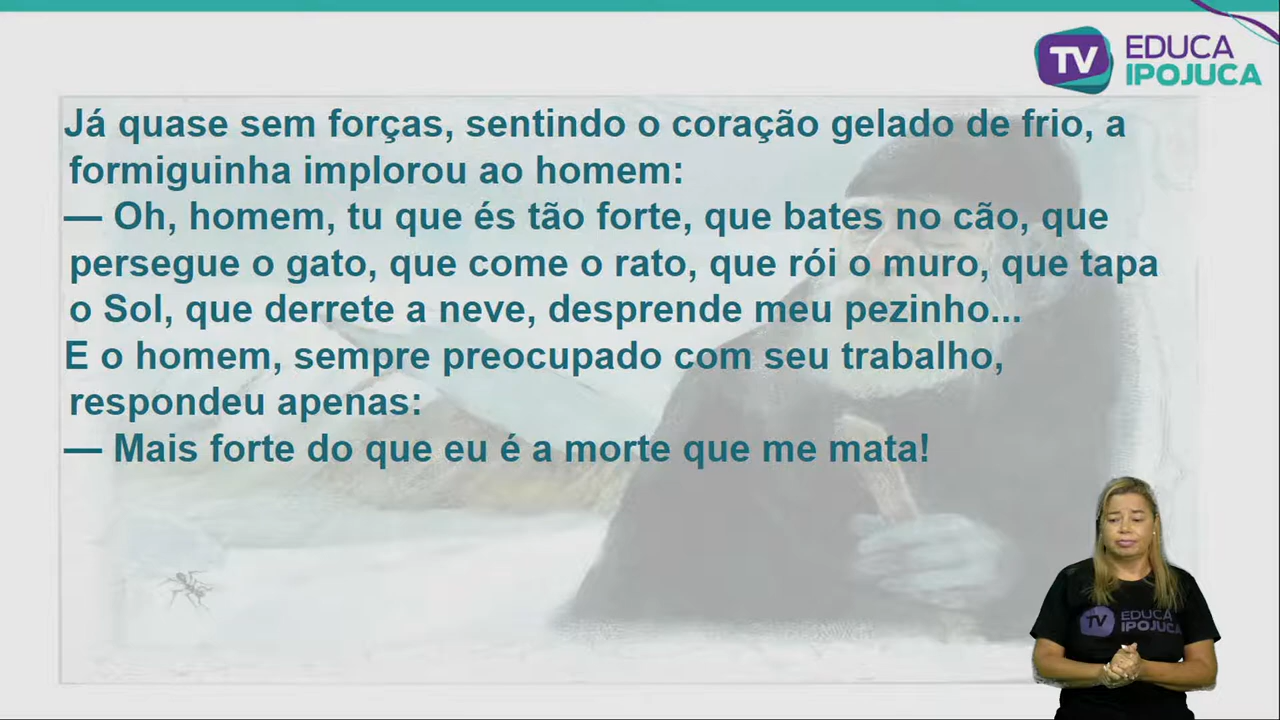 TV EDUCA
IPOJUCA
Já quase sem forças, sentindo o coração gelado de frio, a
formiguinha implorou ao homem:
— Oh, homem, tu que és tão forte, que bates no cão, que
persegue o gato, que come o rato, que rói o muro, que tapa
o Sol, que derrete a neve, desprende meu pezinho...
E o homem, sempre preocupado com seu trabalho,
respondeu apenas:
— Mais forte do que eu é a morte que me mata!
TV EDUCA
IPOJUCA